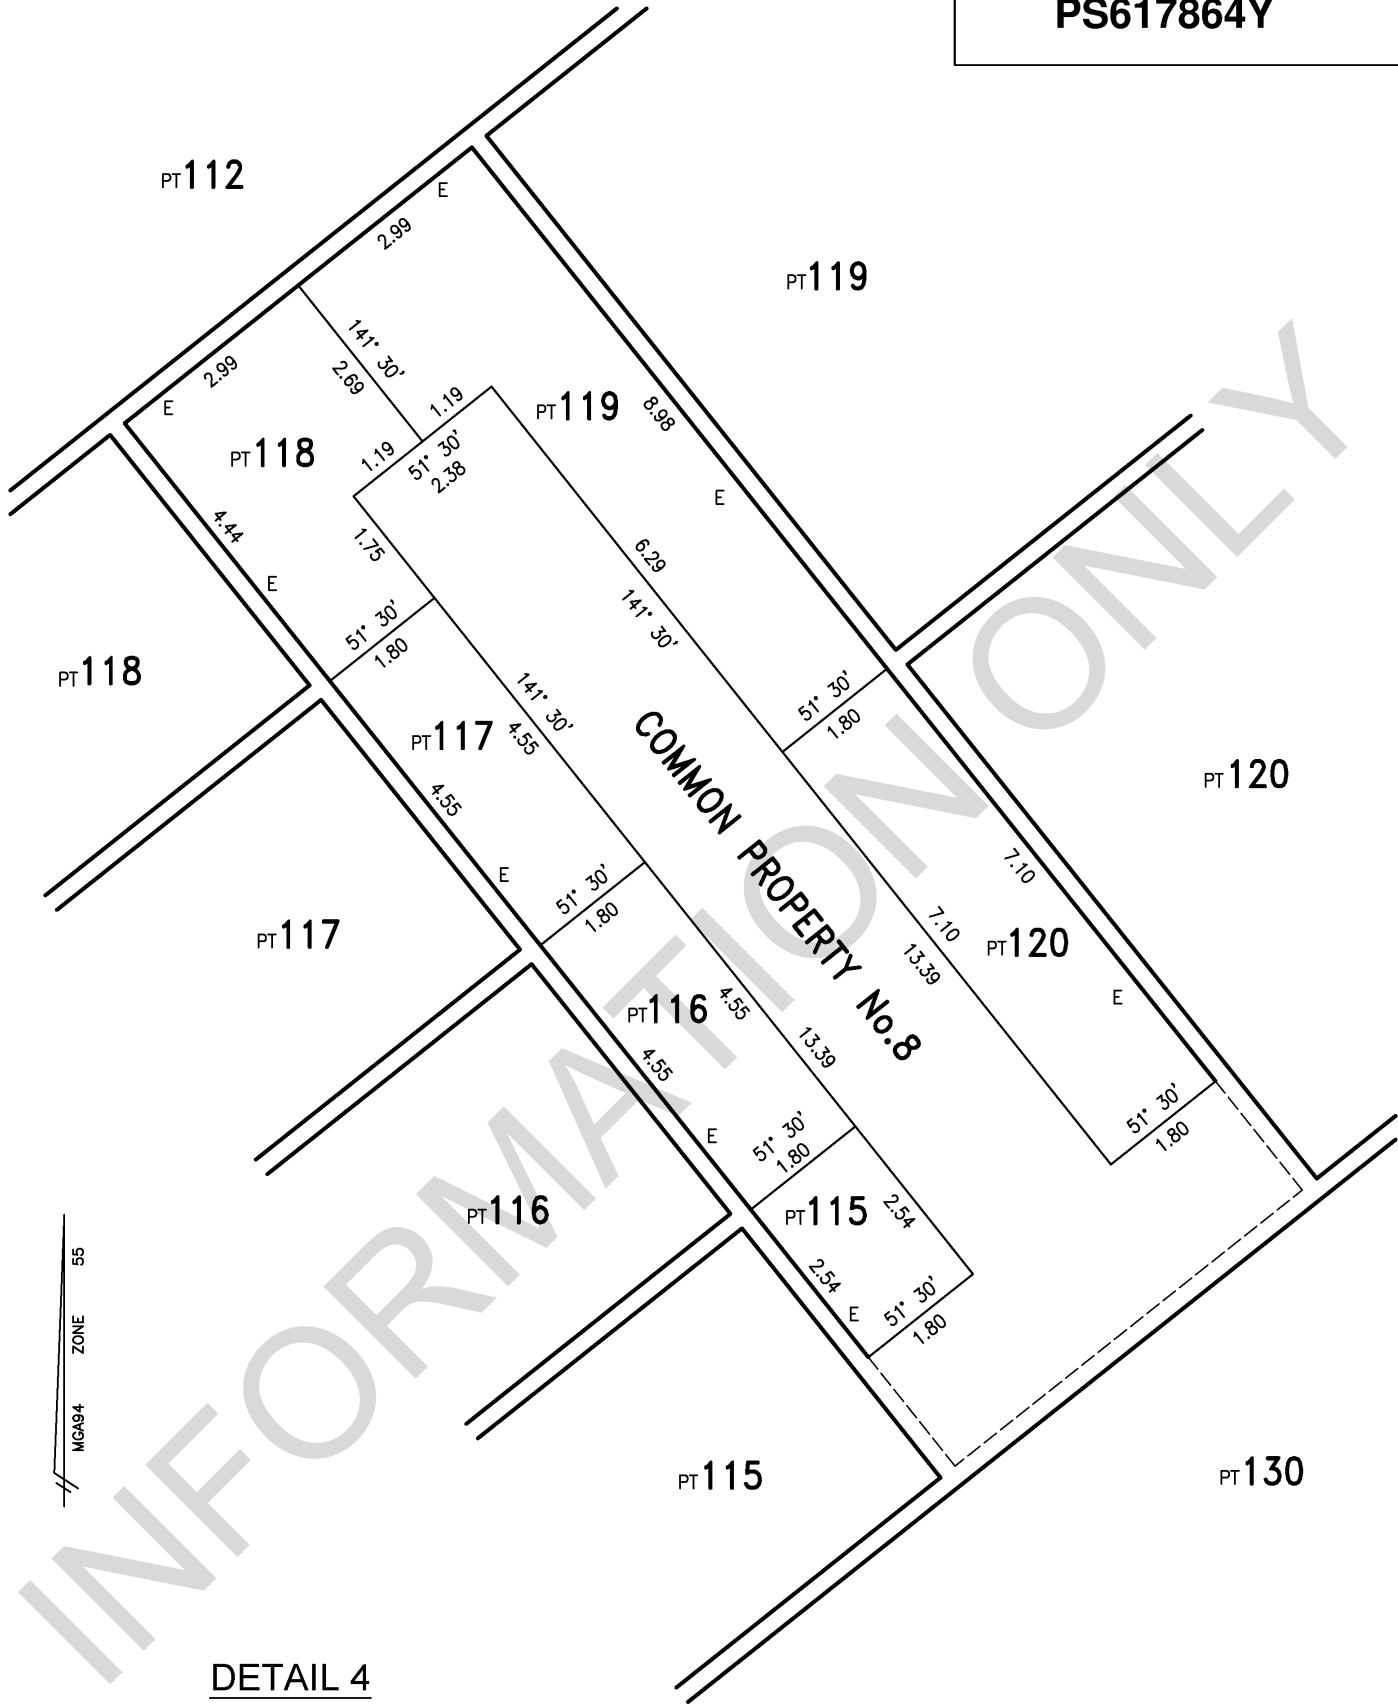 PS617864Y
PT112
E
2.99
PT119
141° 30'
2.69
2.99
E
1.19
PT119
8.98
1.19
51° 30'
2.38
PT118
E
4.44
1.75
6.29
E
141° 30'
51° 30'
1.80
PT118
141° 30'
51° 30'
1.80
PT117
4.55
COMMON PROPERTY No.8
PT120
4.55
E
51° 30'
1.80
7.10
7.10
PT117
PT120
13.39
E
PT116
4.55
13.39
4.55
51° 30'
1.80
E
51° 30'
1.80
PT116
PT115
2.54
2.54
51° 30'
1.80
E
MGA94 ZONE 55
PT115
PT130
DETAIL 4
INFORMATION ONLY